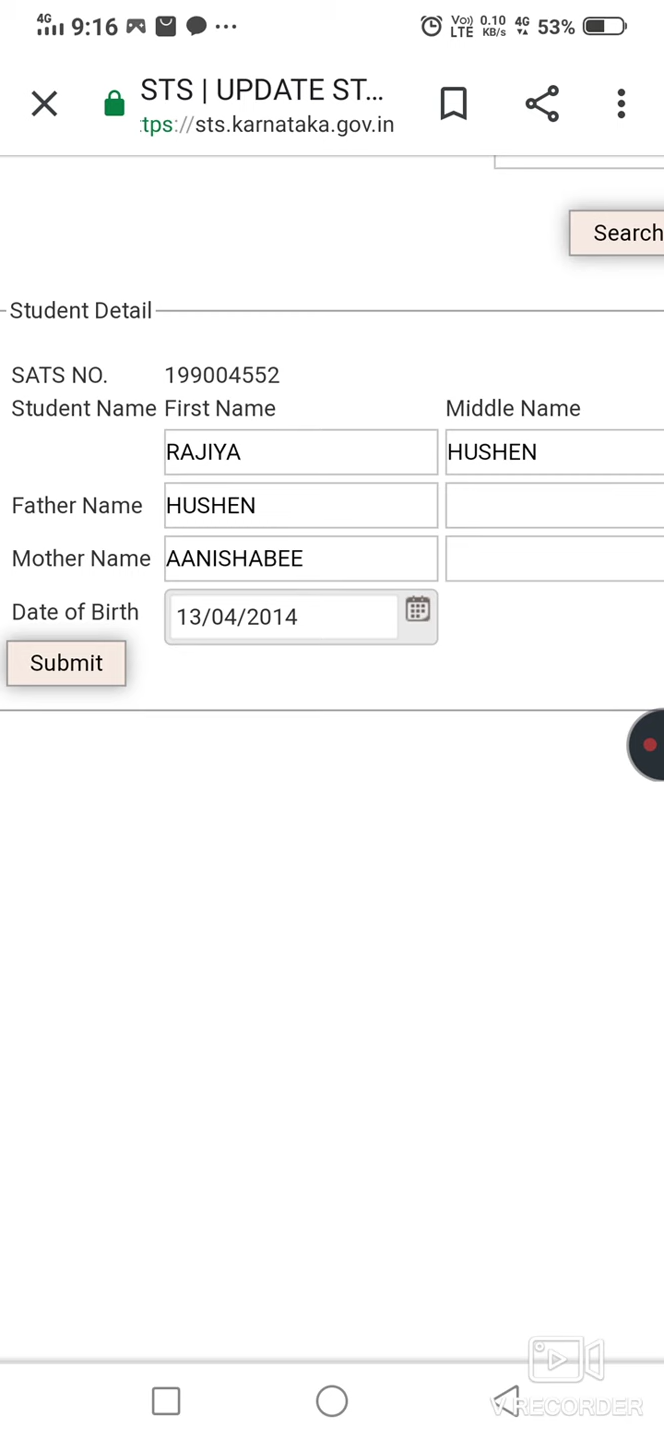 4G 9:16 ... Vo)) LTE 0.10 KB/s 4G 53%
STS | UPDATE ST...
tps://sts.karnataka.gov.in
Search
Student Detail
SATS NO. 199004552
Student Name First Name Middle Name
RAJIYA HUSHEN
Father Name HUSHEN
Mother Name AANISHABEE
Date of Birth 13/04/2014
Submit
V RECORDER